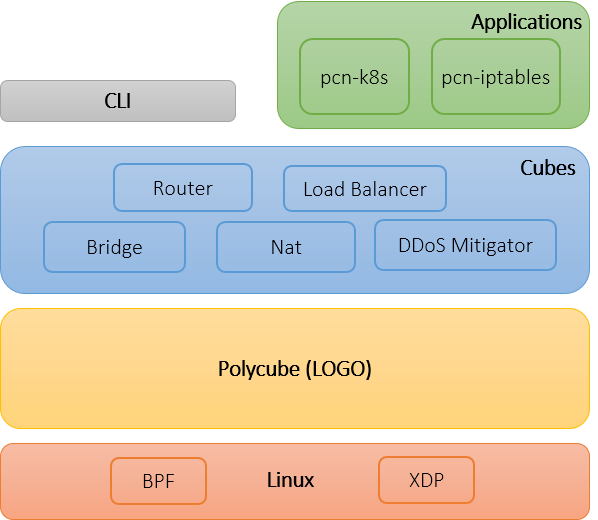 Applications
pcn-k8s
pcn-iptables
CLI
Cubes
Router
Load Balancer
Bridge
Nat
DDoS Mitigator
Polycube (LOGO)
BPF
Linux
XDP